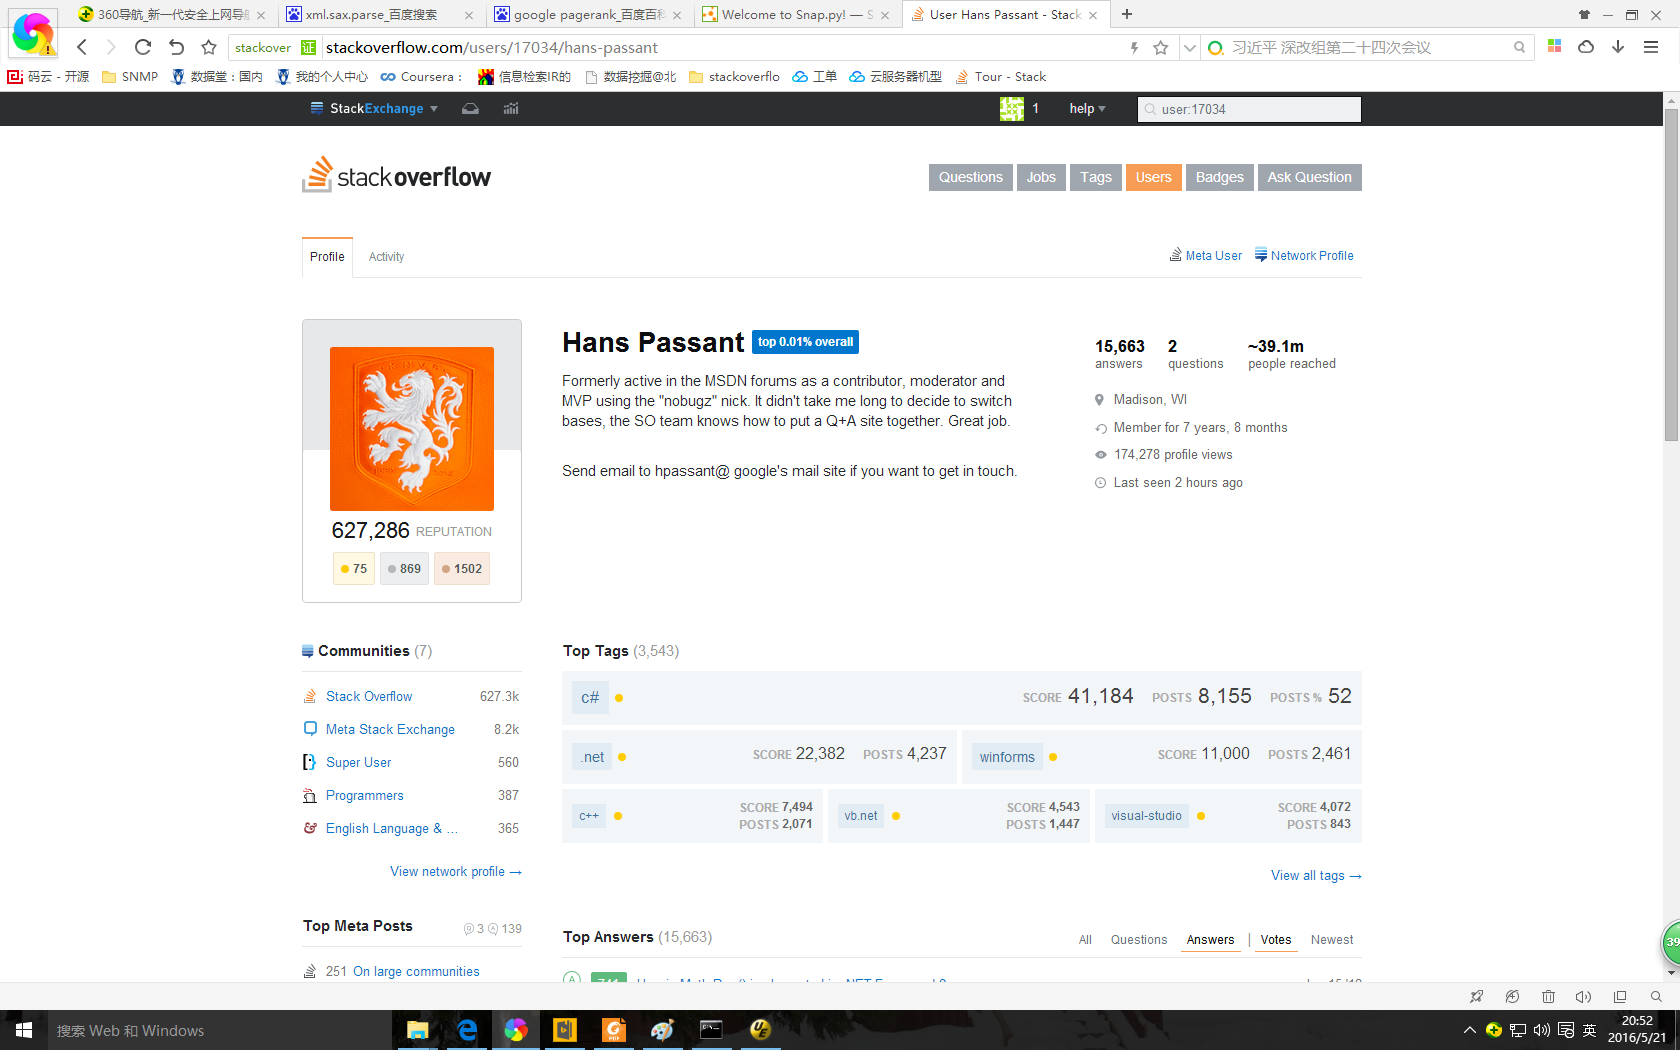 360导航_新一代安全上网导航
xml.sax.parse_百度搜索
google pagerank_百度百科
Welcome to Snap.py! — S
User Hans Passant - Stack
stackover 证 stackoverflow.com/users/17034/hans-passant
习近平 深改组第二十四次会议
码云 - 开源
SNMP
数据堂：国内
我的个人中心
Coursera :
信息检索IR的
数据挖掘@北
stackoverflo
工单
云服务器机型
Tour - Stack
StackExchange
1
help
user:17034
stackoverflow
Questions
Jobs
Tags
Users
Badges
Ask Question
Profile
Activity
Meta User
Network Profile
Hans Passant top 0.01% overall
Formerly active in the MSDN forums as a contributor, moderator and
MVP using the "nobugz" nick. It didn't take me long to decide to switch
bases, the SO team knows how to put a Q+A site together. Great job.
Send email to hpassant@ google's mail site if you want to get in touch.
15,663 2 ~39.1m
answers questions people reached
Madison, WI
Member for 7 years, 8 months
174,278 profile views
Last seen 2 hours ago
627,286 REPUTATION
75 869 1502
Communities (7)
Stack Overflow 627.3k
Meta Stack Exchange 8.2k
Super User 560
Programmers 387
English Language & ... 365
View network profile →
Top Tags (3,543)
c# SCORE 41,184 POSTS 8,155 POSTS % 52
.net SCORE 22,382 POSTS 4,237
winforms SCORE 11,000 POSTS 2,461
c++ SCORE 7,494
POSTS 2,071
vb.net SCORE 4,543
POSTS 1,447
visual-studio SCORE 4,072
POSTS 843
View all tags →
Top Meta Posts 3 139
251 On large communities
Top Answers (15,663)
All Questions Answers | Votes Newest
39
搜索 Web 和 Windows
英
20:52
2016/5/21